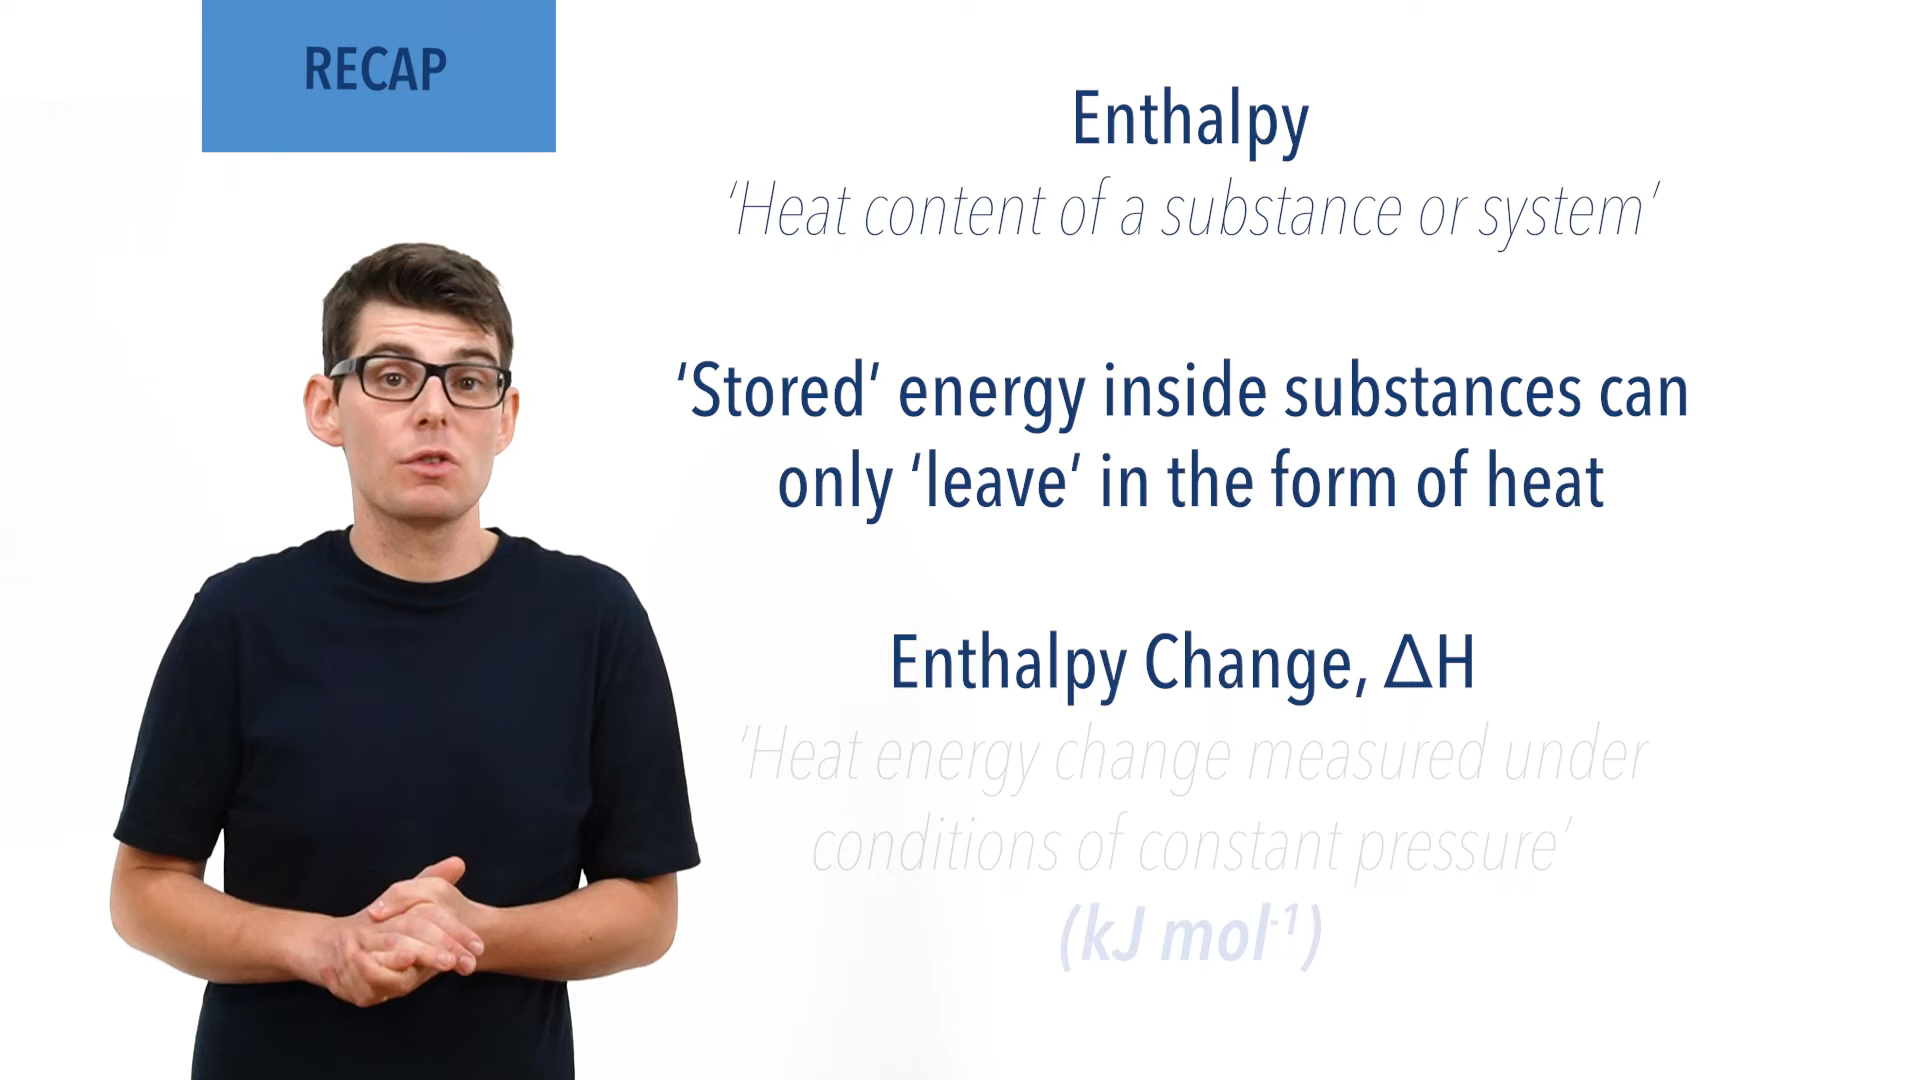 RECAP
Enthalpy
‘Heat content of a substance or system’
‘Stored’ energy inside substances can
only ‘leave’ in the form of heat
Enthalpy Change, ΔH
‘Heat energy change measured under
conditions of constant pressure’
(kJ mol⁻¹)